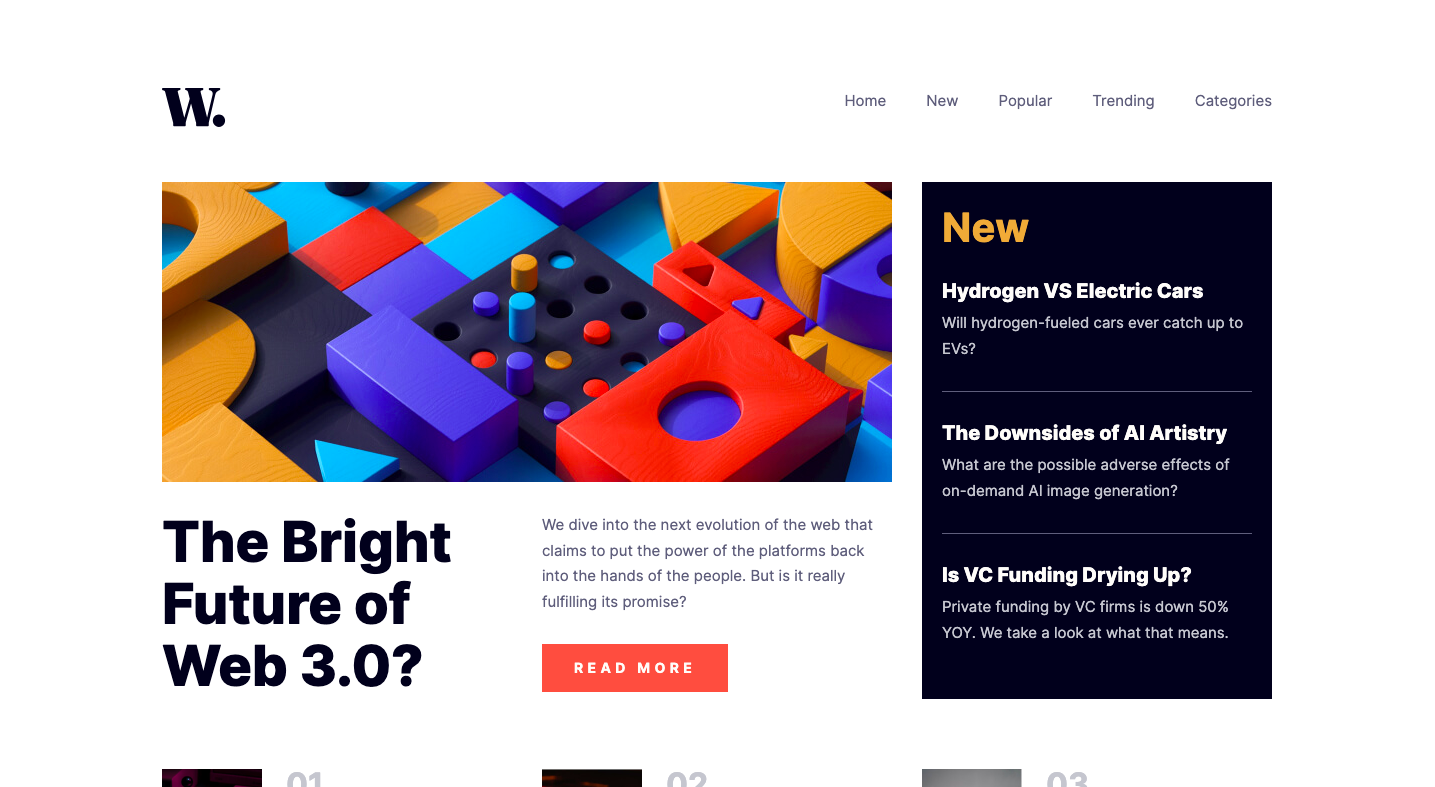 W.
Home New Popular Trending Categories
New
Hydrogen VS Electric Cars
Will hydrogen-fueled cars ever catch up to
EVs?
The Downsides of AI Artistry
What are the possible adverse effects of
on-demand AI image generation?
Is VC Funding Drying Up?
Private funding by VC firms is down 50%
YOY. We take a look at what that means.
The Bright
Future of
Web 3.0?
We dive into the next evolution of the web that
claims to put the power of the platforms back
into the hands of the people. But is it really
fulfilling its promise?
READ MORE
01
02
03